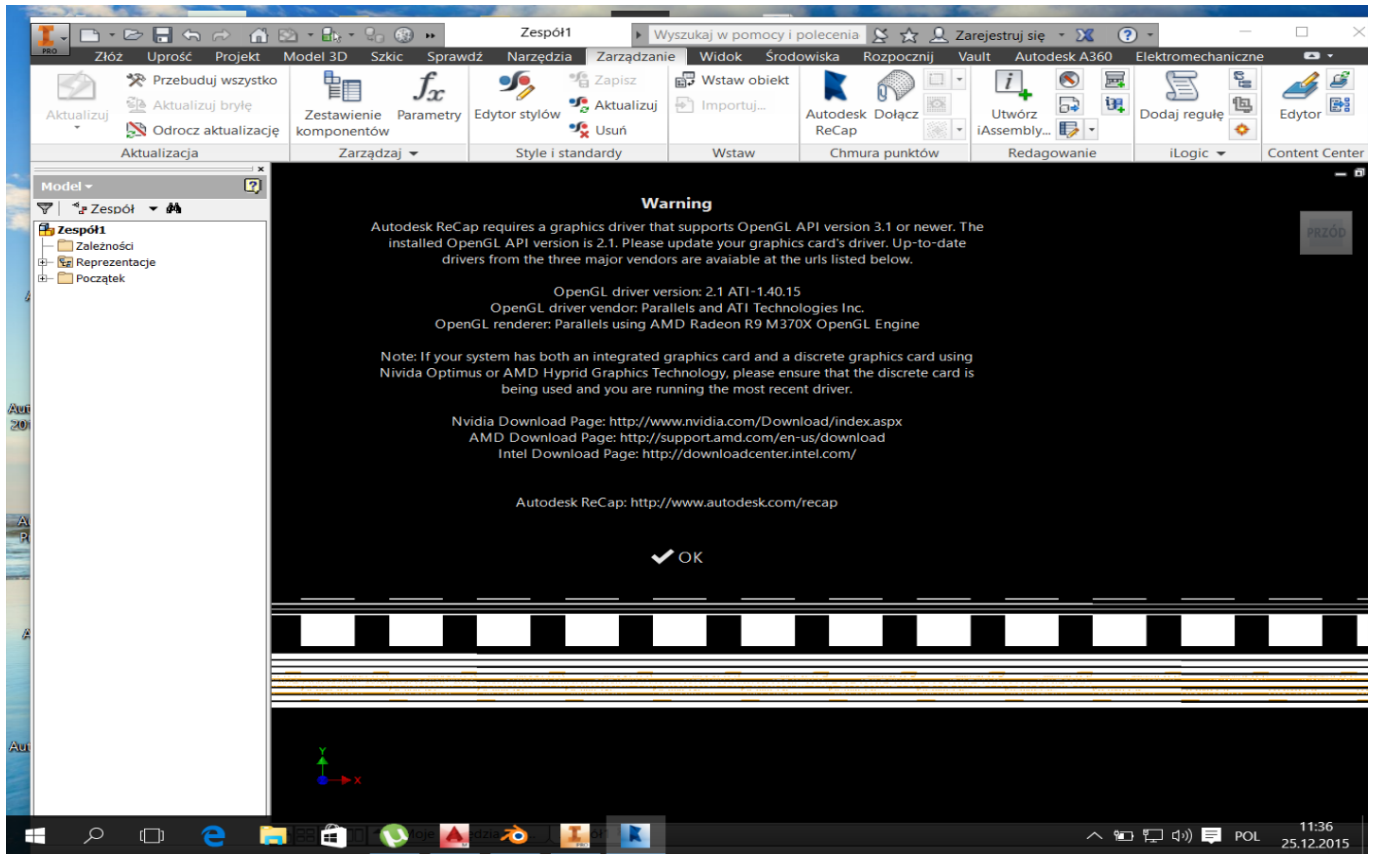 PRO
Zespół1
Wyszukaj w pomocy i polecenia
Zarejestruj się
Złóż Uprość Projekt Model 3D Szkic Sprawdź Narzędzia Zarządzanie Widok Środowiska Rozpocznij Vault Autodesk A360 Elektromechaniczne
Aktualizuj
Przebuduj wszystko
Aktualizuj bryłę
Odrocz aktualizację
Zestawienie komponentów
Parametry
Edytor stylów
Zapisz
Aktualizuj
Usuń
Wstaw obiekt
Importuj...
Autodesk ReCap
Dołącz
Utwórz iAssembly...
Dodaj regułę
Edytor
Aktualizacja
Zarządzaj
Style i standardy
Wstaw
Chmura punktów
Redagowanie
iLogic
Content Center
Model
Zespół
Zespół1
Zależności
Reprezentacje
Początek
PRZÓD
Warning
Autodesk ReCap requires a graphics driver that supports OpenGL API version 3.1 or newer. The
installed OpenGL API version is 2.1. Please update your graphics card's driver. Up-to-date
drivers from the three major vendors are avaiable at the urls listed below.
OpenGL driver version: 2.1 ATI-1.40.15
OpenGL driver vendor: Parallels and ATI Technologies Inc.
OpenGL renderer: Parallels using AMD Radeon R9 M370X OpenGL Engine
Note: If your system has both an integrated graphics card and a discrete graphics card using
Nivida Optimus or AMD Hyprid Graphics Technology, please ensure that the discrete card is
being used and you are running the most recent driver.
Nvidia Download Page: http://www.nvidia.com/Download/index.aspx
AMD Download Page: http://support.amd.com/en-us/download
Intel Download Page: http://downloadcenter.intel.com/
Autodesk ReCap: http://www.autodesk.com/recap
OK
Y
X
POL
11:36
25.12.2015